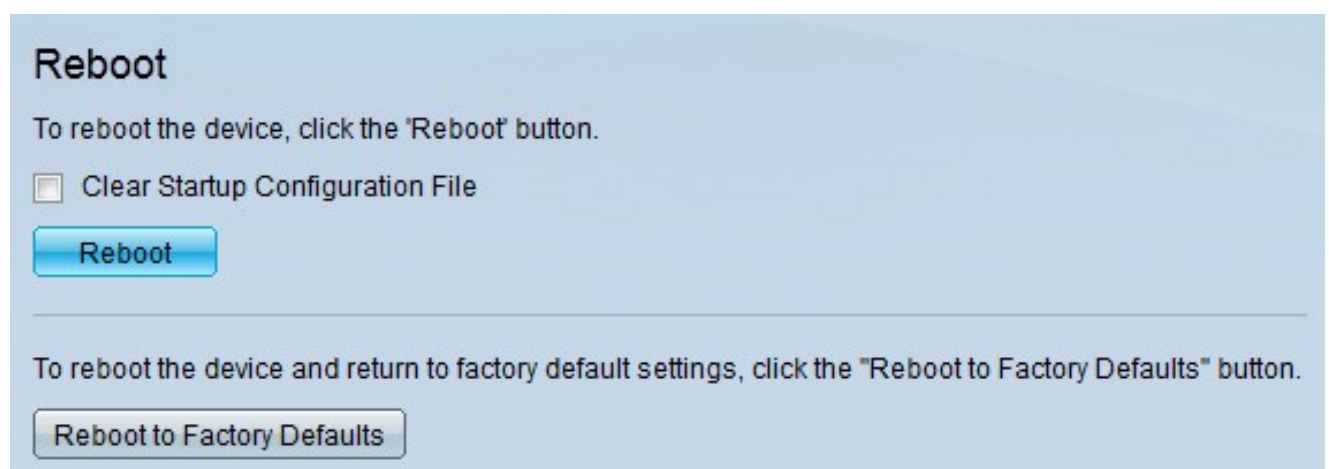 Reboot
To reboot the device, click the 'Reboot' button.
Clear Startup Configuration File
Reboot
To reboot the device and return to factory default settings, click the "Reboot to Factory Defaults" button.
Reboot to Factory Defaults